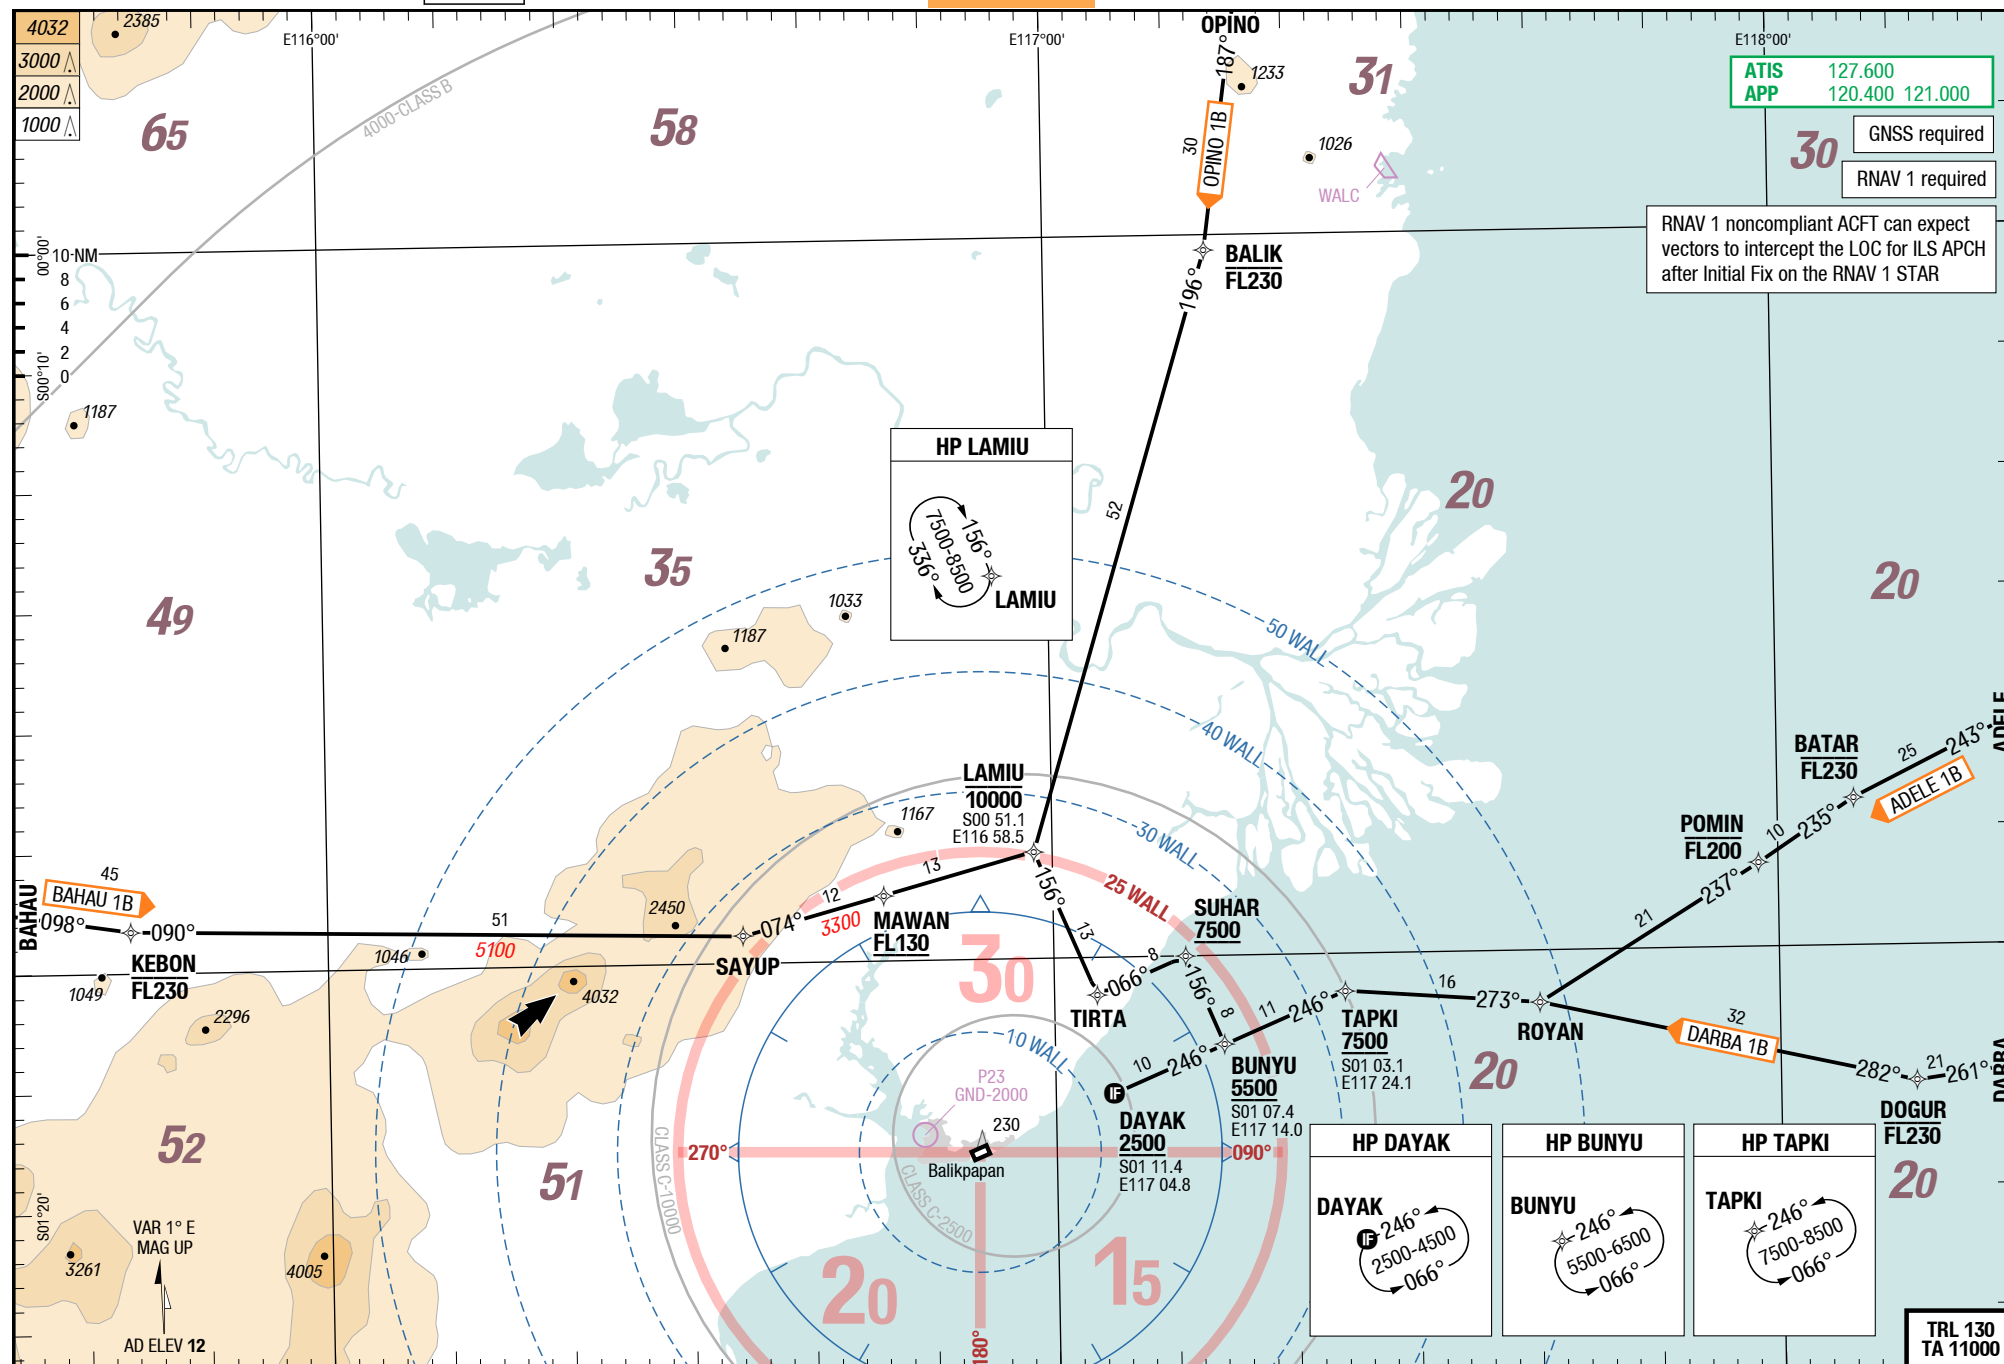 4032
3000
2000
1000
2385
E116°00'
E117°00'
E118°00'
OPINO
187°
1233
31
ATIS 127.600
APP 120.400 121.000
GNSS required
30
RNAV 1 required
RNAV 1 noncompliant ACFT can expect
vectors to intercept the LOC for ILS APCH
after Initial Fix on the RNAV 1 STAR
4000-CLASS B
65
58
30
OPINO 1B
1026
WALC
00°00'
10 NM
8
6
4
2
0
S00°10'
BALIK
FL230
196°
1187
HP LAMIU
156°
7500-8500
336°
LAMIU
52
20
20
35
49
1033
1187
50 WALL
40 WALL
30 WALL
25 WALL
10 WALL
ADELE
243°
25
BATAR
FL230
ADELE 1B
235°
10
POMIN
FL200
237°
21
LAMIU
10000
S00 51.1
E116 58.5
1167
13
12
156°
13
BAHAU
45
BAHAU 1B
098°
090°
51
5100
2450
074°
3300
MAWAN
FL130
SUHAR
7500
8
066°
156°
8
KEBON
FL230
1046
1049
SAYUP
4032
30
TIRTA
11
246°
TAPKI
7500
S01 03.1
E117 24.1
16
273°
ROYAN
32
DARBA 1B
282°
21
261°
DARBA
DOGUR
FL230
2296
10
246°
BUNYU
5500
S01 07.4
E117 14.0
20
IF
DAYAK
2500
S01 11.4
E117 04.8
P23
GND-2000
230
Balikpapan
270°
090°
180°
CLASS C-10000
CLASS C-2500
52
51
20
15
20
HP DAYAK
DAYAK
IF
246°
2500-4500
066°
HP BUNYU
BUNYU
246°
5500-6500
066°
HP TAPKI
TAPKI
246°
7500-8500
066°
S01°20'
VAR 1° E
MAG UP
3261
4005
AD ELEV 12
TRL 130
TA 11000